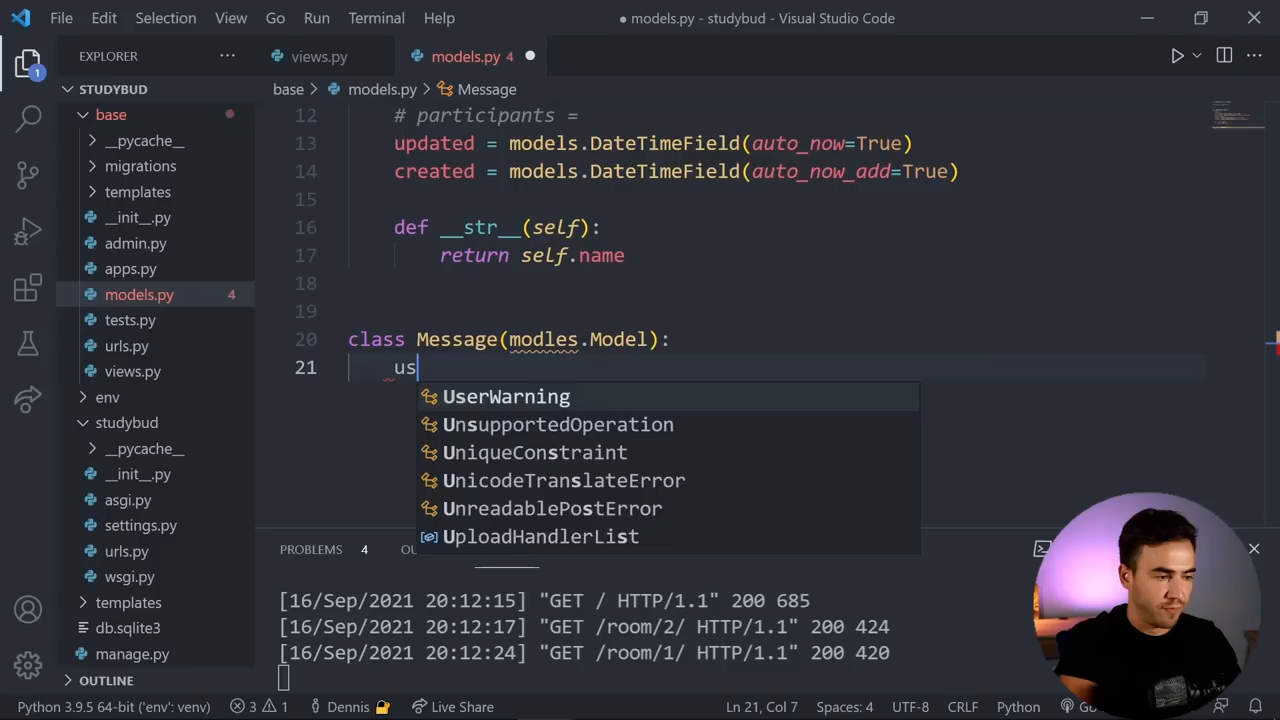 File Edit Selection View Go Run Terminal Help
● models.py - studybud - Visual Studio Code
EXPLORER ···
views.py
models.py 4 ●
STUDYBUD
base > models.py > Message
base
__pycache__
migrations
templates
__init__.py
admin.py
apps.py
models.py 4
tests.py
urls.py
views.py
env
studybud
__pycache__
__init__.py
asgi.py
settings.py
urls.py
wsgi.py
templates
db.sqlite3
manage.py
OUTLINE
1
12 # participants =
13 updated = models.DateTimeField(auto_now=True)
14 created = models.DateTimeField(auto_now_add=True)
15
16 def __str__(self):
17 return self.name
18
19
20 class Message(modles.Model):
21 us
UserWarning
UnsupportedOperation
UniqueConstraint
UnicodeTranslateError
UnreadablePostError
UploadHandlerList
PROBLEMS 4 OU
[16/Sep/2021 20:12:15] "GET / HTTP/1.1" 200 685
[16/Sep/2021 20:12:17] "GET /room/2/ HTTP/1.1" 200 424
[16/Sep/2021 20:12:24] "GET /room/1/ HTTP/1.1" 200 420
Python 3.9.5 64-bit ('env': venv) 3 1 Dennis 🔒 Live Share Ln 21, Col 7 Spaces: 4 UTF-8 CRLF Python